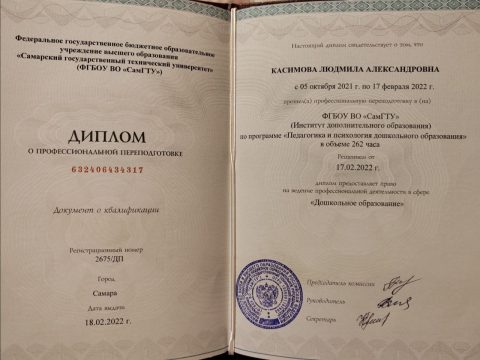 Федеральное государственное бюджетное образовательное
учреждение высшего образования
«Самарский государственный технический университет»
(ФГБОУ ВО «СамГТУ»)
ДИПЛОМ
О ПРОФЕССИОНАЛЬНОЙ ПЕРЕПОДГОТОВКЕ
632406434317
Документ о квалификации
Регистрационный номер
2675/ДП
Город
Самара
Дата выдачи
18.02.2022 г.
Настоящий диплом свидетельствует о том, что
КАСИМОВА ЛЮДМИЛА АЛЕКСАНДРОВНА
с 05 октября 2021 г. по 17 февраля 2022 г.
прошел(а) профессиональную переподготовку в (на)
ФГБОУ ВО «СамГТУ»
(Институт дополнительного образования)
по программе «Педагогика и психология дошкольного образования»
в объеме 262 часа
Решением от
17.02.2022 г.
диплом предоставляет право
на ведение профессиональной деятельности в сфере
«Дошкольное образование»
Председатель комиссии
Руководитель
Секретарь